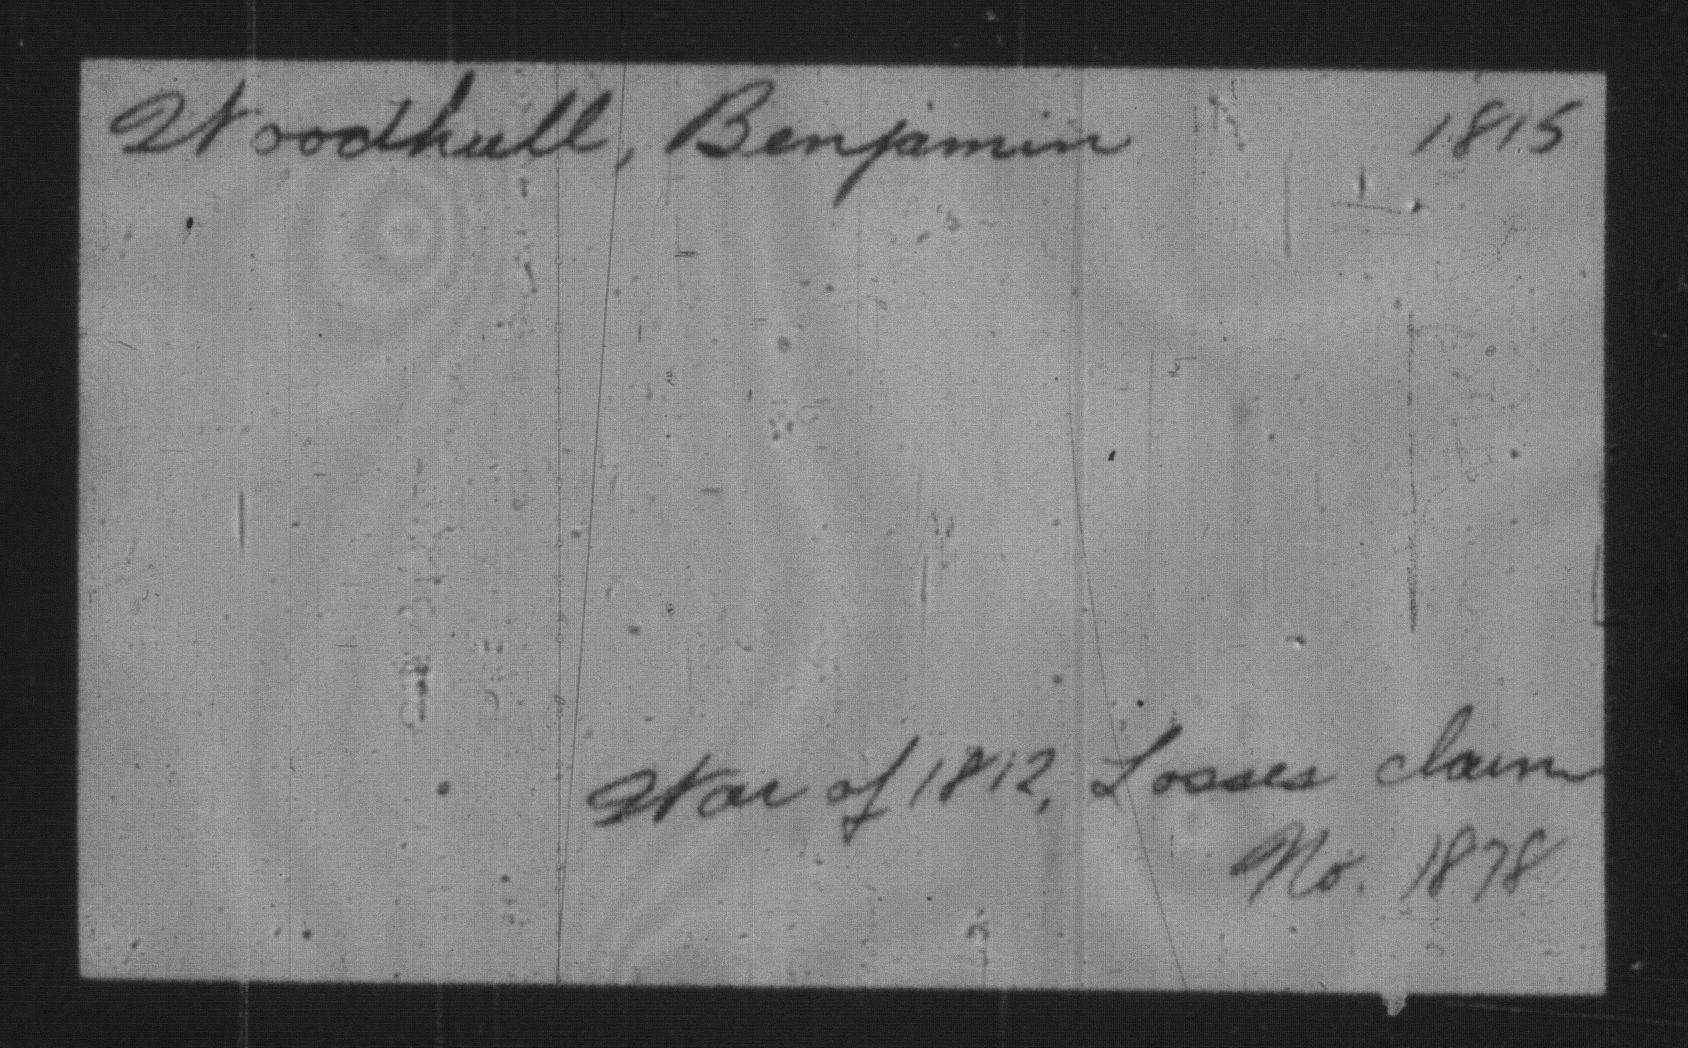 Woodhull, Benjamin 1815
War of 1812, Losses claim
No. 1878